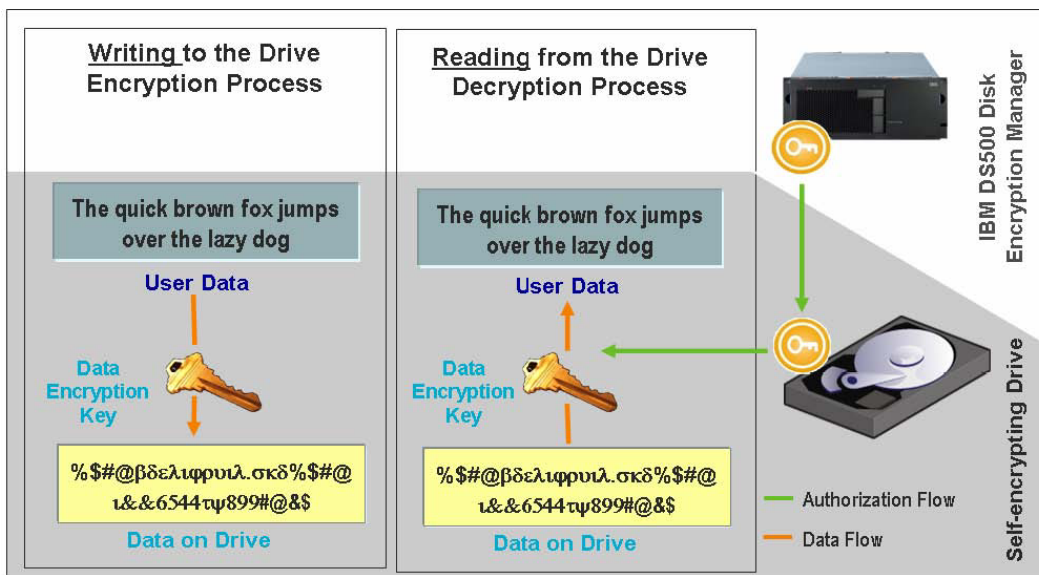 Writing to the Drive
Encryption Process
The quick brown fox jumps
over the lazy dog
User Data
Data
Encryption
Key
%$#@βδελιφρυιλ.σκδ%$#@
ι&&6544τψ899#@&$
Data on Drive
Reading from the Drive
Decryption Process
The quick brown fox jumps
over the lazy dog
User Data
Data
Encryption
Key
%$#@βδελιφρυιλ.σκδ%$#@
ι&&6544τψ899#@&$
Data on Drive
IBM DS500 Disk
Encryption Manager
Self-encrypting Drive
Authorization Flow
Data Flow